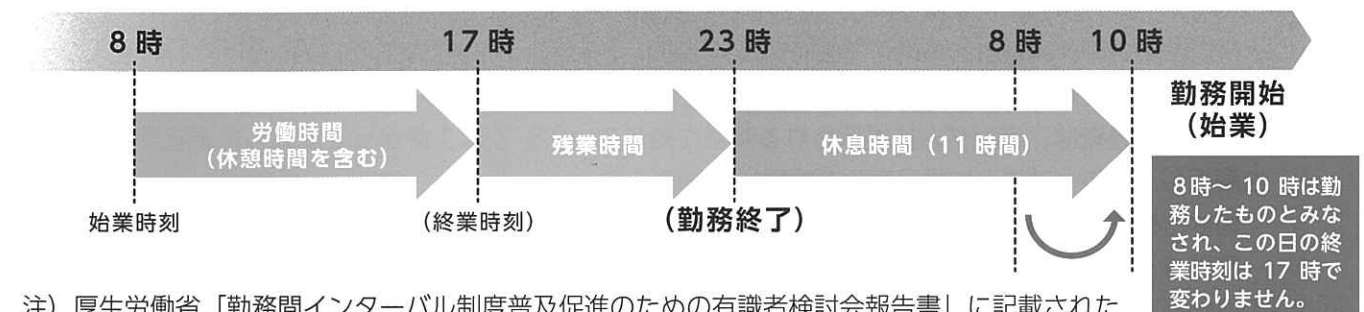 8時 17時 23時 8時 10時
労働時間
(休憩時間を含む)
残業時間
休息時間(11時間)
勤務開始
(始業)
始業時刻
(終業時刻)
(勤務終了)
8時〜 10 時は勤
務したものとみな
され、この日の終
業時刻は 17 時で
変わりません。
注)厚生労働省「勤務間インターバル制度普及促進のための有識者検討会報告書」に記載された